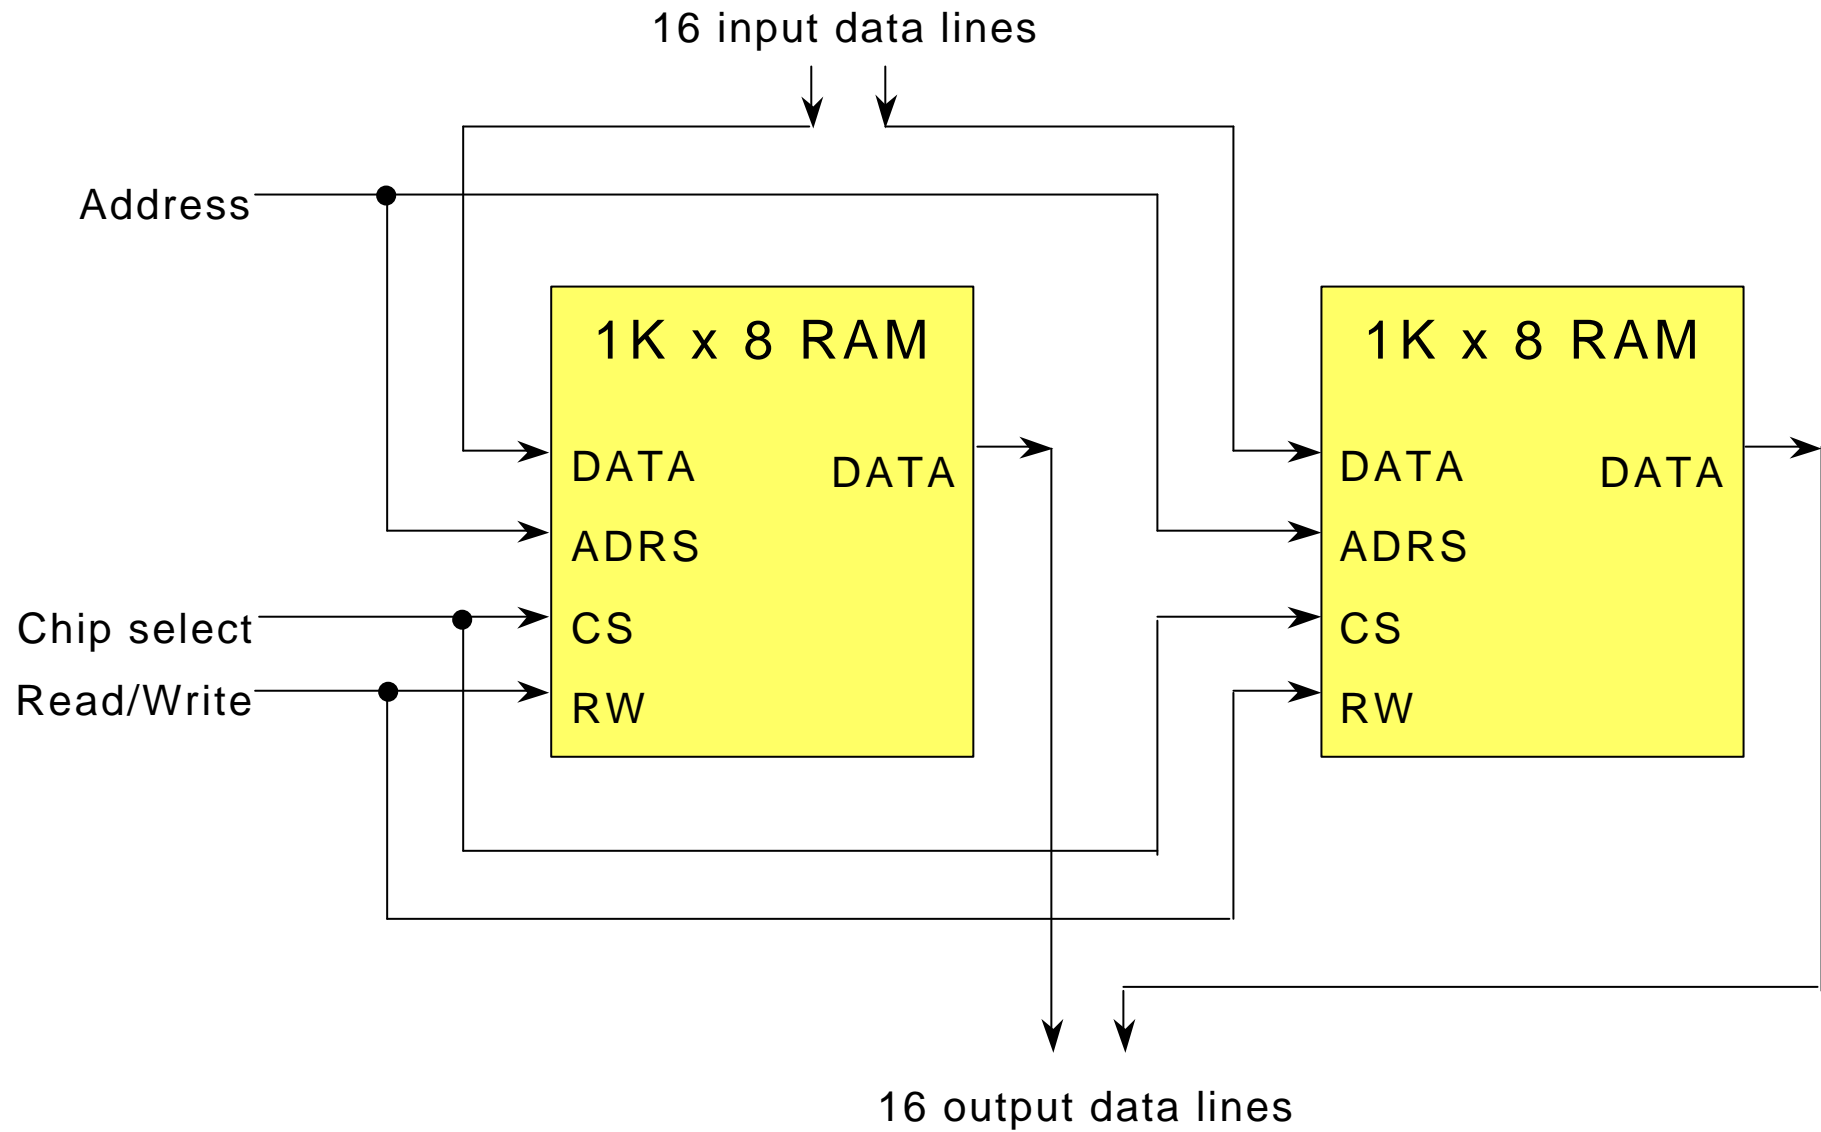 16 input data lines
Address
1K x 8 RAM
1K x 8 RAM
DATA
DATA
DATA
DATA
ADRS
ADRS
Chip select
CS
CS
Read/Write
RW
RW
16 output data lines